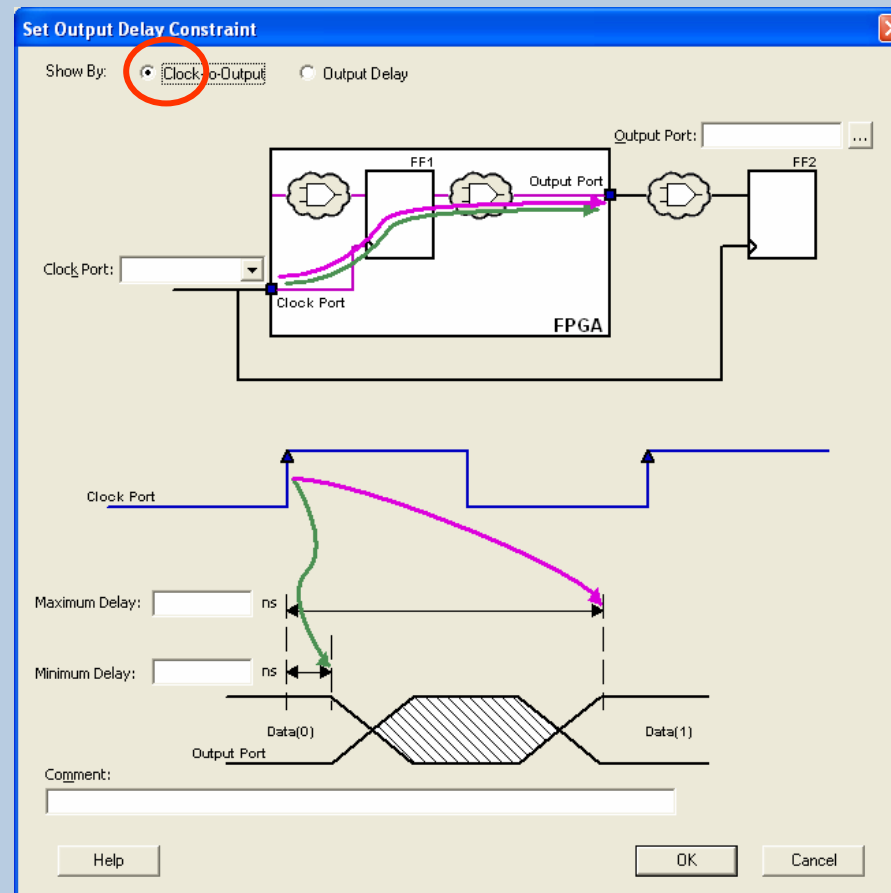 Set Output Delay Constraint
Show By: Clock-to-Output Output Delay
Output Port: ...
FF1 FF2
Output Port
Clock Port:
Clock Port
FPGA
Clock Port
Maximum Delay: ns
Minimum Delay: ns
Data(0) Data(1)
Output Port
Comment:
Help OK Cancel